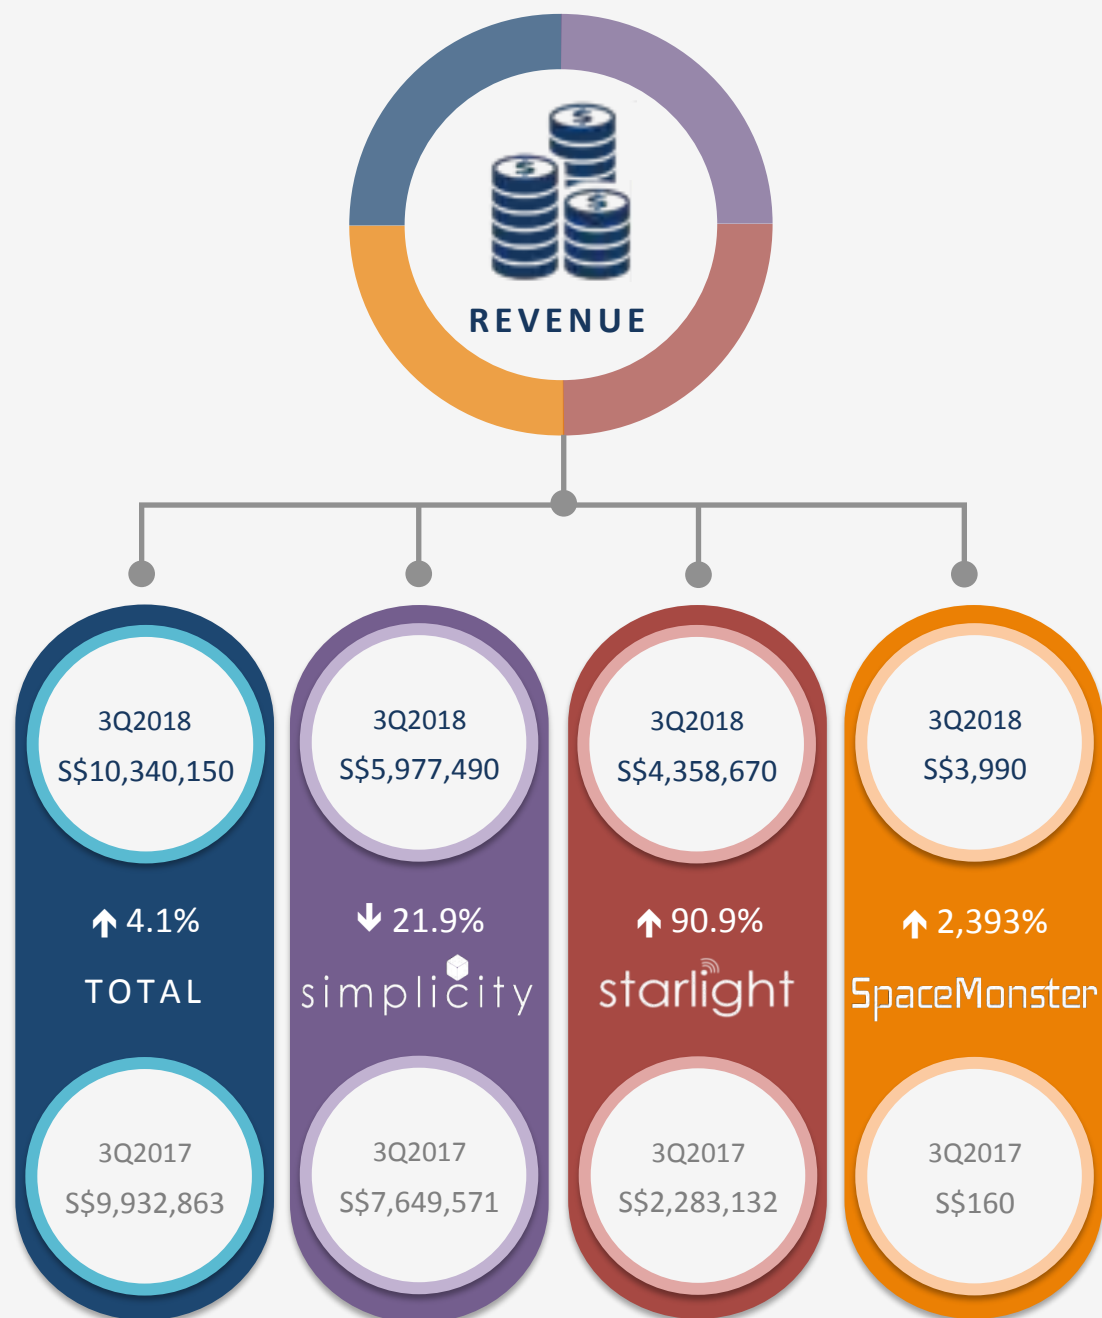 $
$
$
REVENUE
3Q2018
S$10,340,150
↑ 4.1%
TOTAL
3Q2017
S$9,932,863
3Q2018
S$5,977,490
↓ 21.9%
simplicity
3Q2017
S$7,649,571
3Q2018
S$4,358,670
↑ 90.9%
starlight
3Q2017
S$2,283,132
3Q2018
S$3,990
↑ 2,393%
SpaceMonster
3Q2017
S$160